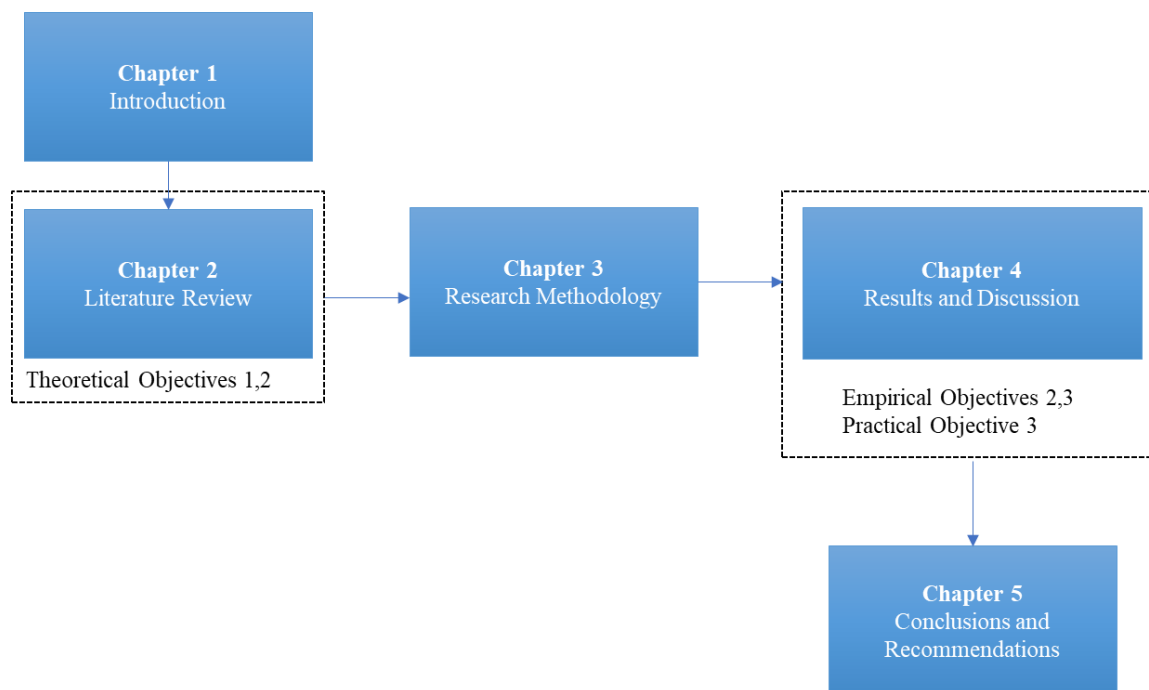 Chapter 1
Introduction
Chapter 2
Literature Review
Theoretical Objectives 1,2
Chapter 3
Research Methodology
Chapter 4
Results and Discussion
Empirical Objectives 2,3
Practical Objective 3
Chapter 5
Conclusions and
Recommendations